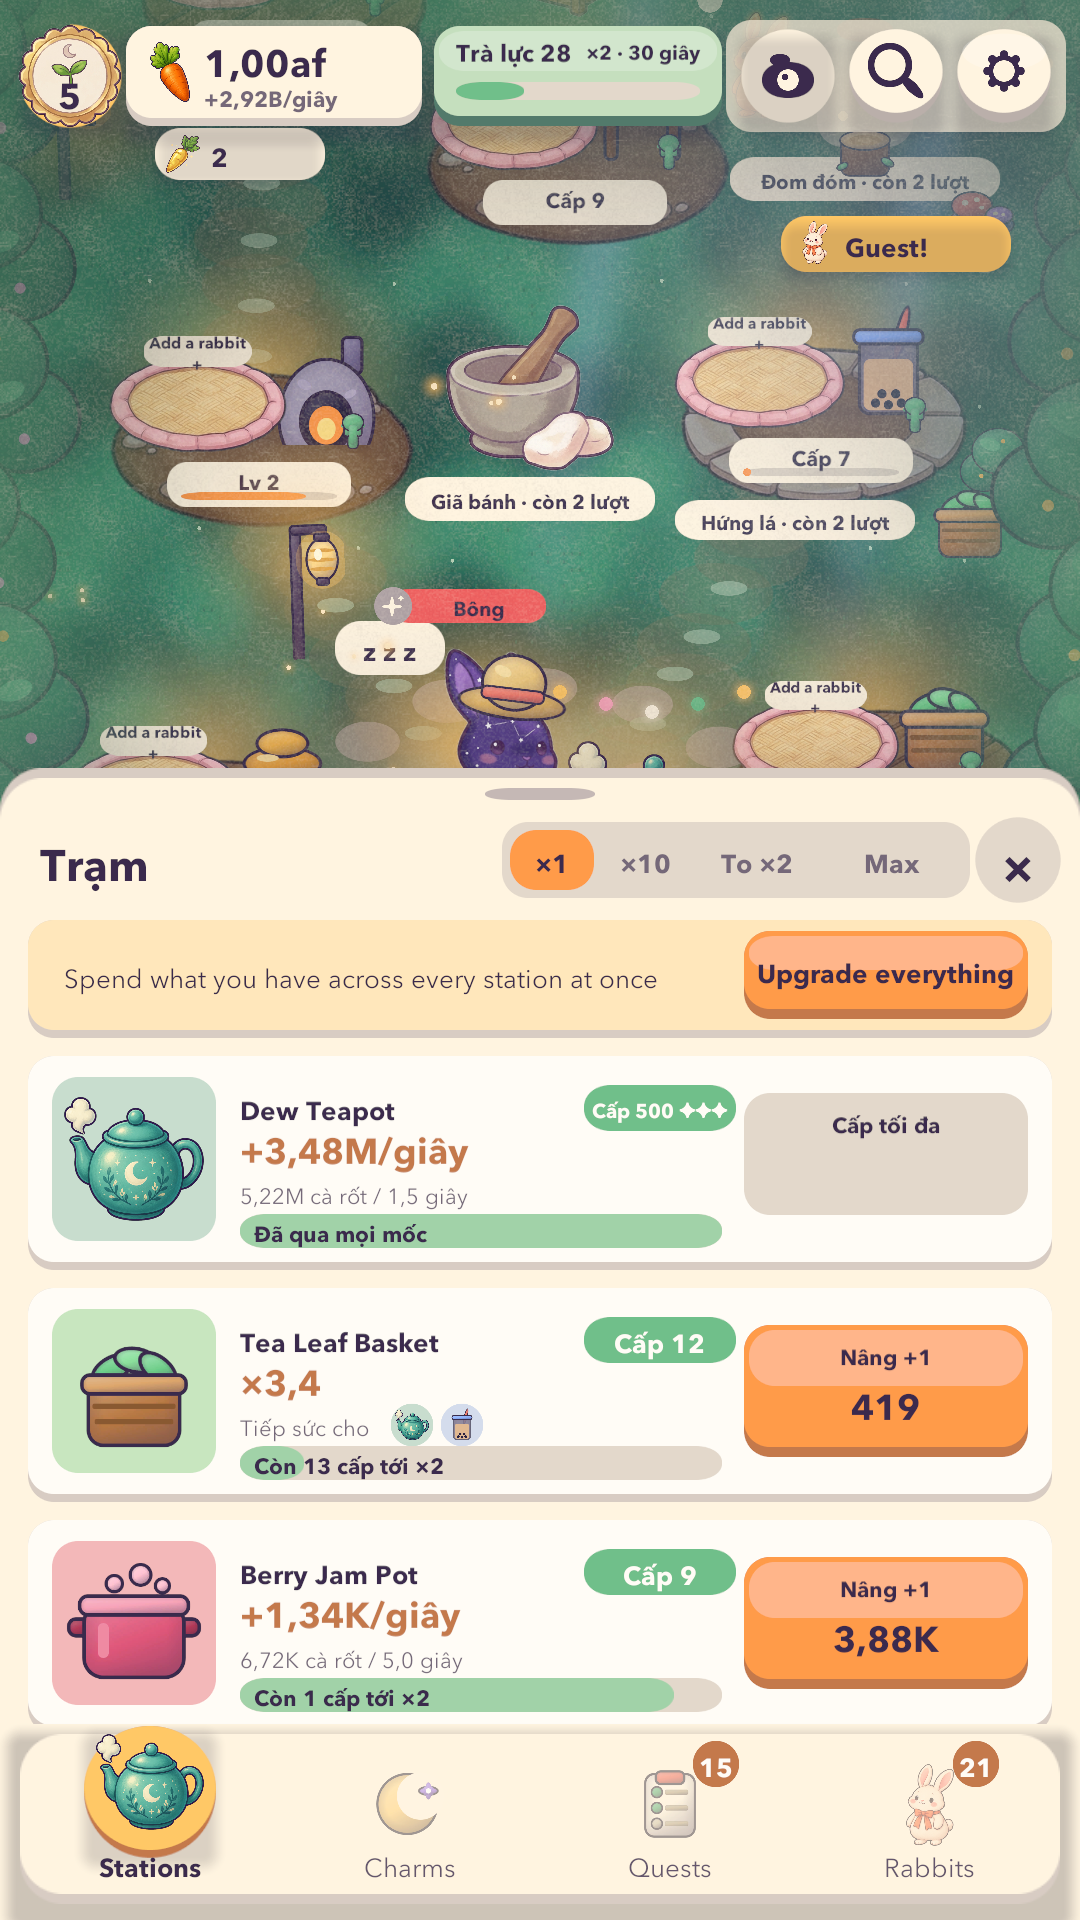 5
1,00af
+2,92B/giây
Trà lực 28 ×2 · 30 giây
2
Cấp 9
Đom đóm · còn 2 lượt
Guest!
Add a rabbit
+
Add a rabbit
+
Lv 2
Giã bánh · còn 2 lượt
Cấp 7
Hứng lá · còn 2 lượt
Bông
z z z
Add a rabbit
+
Add a rabbit
+
Trạm
×1 ×10 To ×2 Max ×
Spend what you have across every station at once
Upgrade everything
Dew Teapot
Cấp 500 ✦✦✦
+3,48M/giây
5,22M cà rốt / 1,5 giây
Đã qua mọi mốc
Cấp tối đa
Tea Leaf Basket
Cấp 12
×3,4
Tiếp sức cho
Còn 13 cấp tới ×2
Nâng +1
419
Berry Jam Pot
Cấp 9
+1,34K/giây
6,72K cà rốt / 5,0 giây
Còn 1 cấp tới ×2
Nâng +1
3,88K
15
21
Stations
Charms
Quests
Rabbits